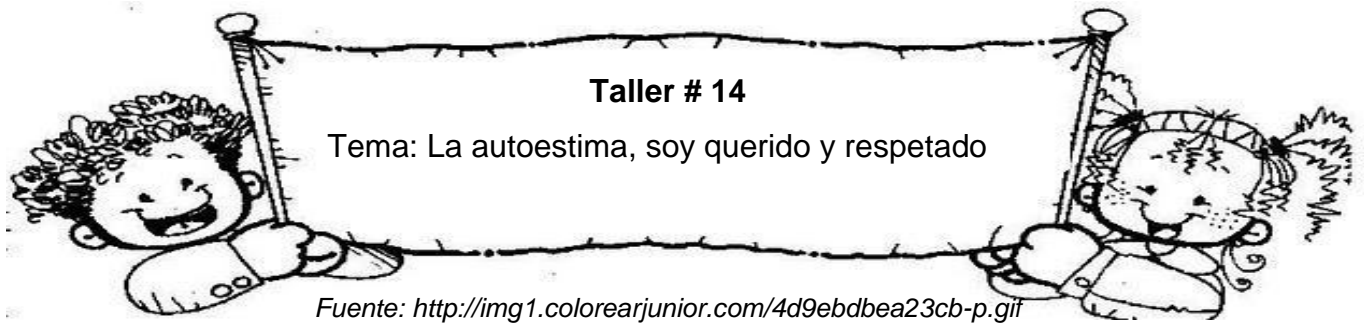 Taller # 14
Tema: La autoestima, soy querido y respetado
Fuente: http://img1.colorearjunior.com/4d9ebdbea23cb-p.gif